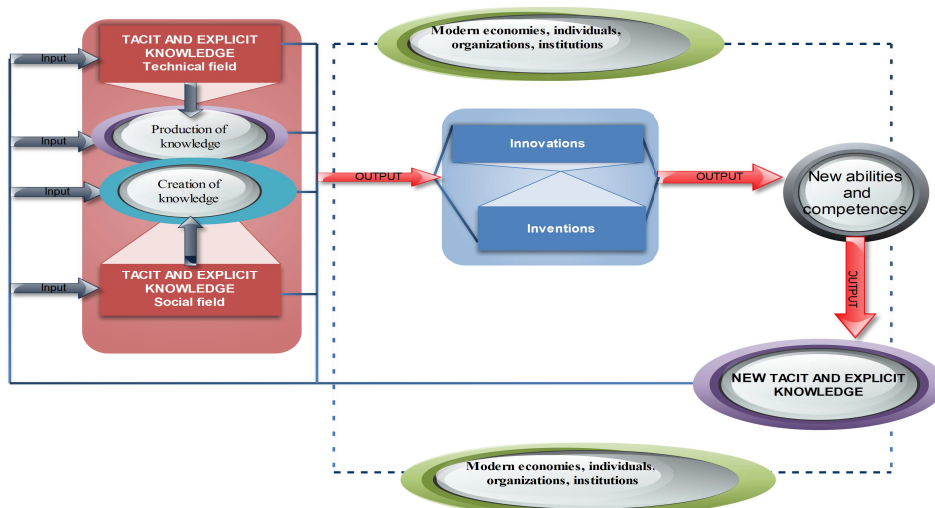 TACIT AND EXPLICIT
KNOWLEDGE
Technical field
Modern economies, individuals,
organizations, institutions
Input
Production of
knowledge
Input
Innovations
Creation of
knowledge
Input
OUTPUT
OUTPUT
New abilities
and
competences
Inventions
TACIT AND EXPLICIT
KNOWLEDGE
Social field
Input
OUTPUT
NEW TACIT AND EXPLICIT
KNOWLEDGE
Modern economies, individuals,
organizations, institutions